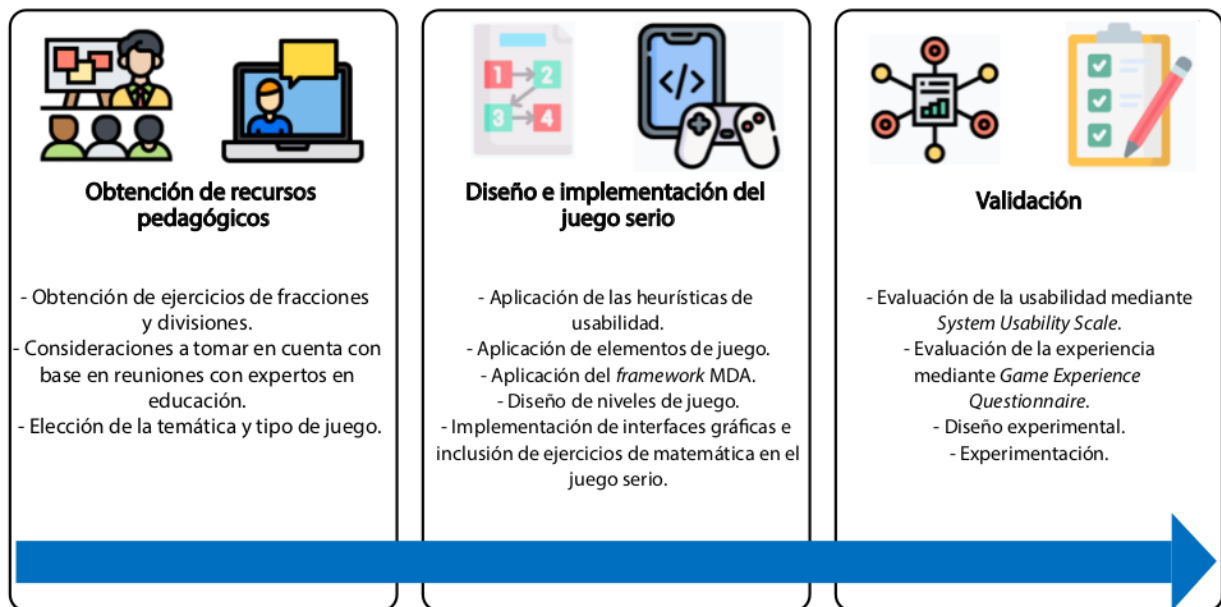 1 2
3 4
</>
Obtención de recursos
pedagógicos
- Obtención de ejercicios de fracciones
y divisiones.
- Consideraciones a tomar en cuenta con
base en reuniones con expertos en
educación.
- Elección de la temática y tipo de juego.
Diseño e implementación del
juego serio
- Aplicación de las heurísticas de
usabilidad.
- Aplicación de elementos de juego.
- Aplicación del framework MDA.
- Diseño de niveles de juego.
- Implementación de interfaces gráficas e
inclusión de ejercicios de matemática en el
juego serio.
Validación
- Evaluación de la usabilidad mediante
System Usability Scale.
- Evaluación de la experiencia
mediante Game Experience
Questionnaire.
- Diseño experimental.
- Experimentación.